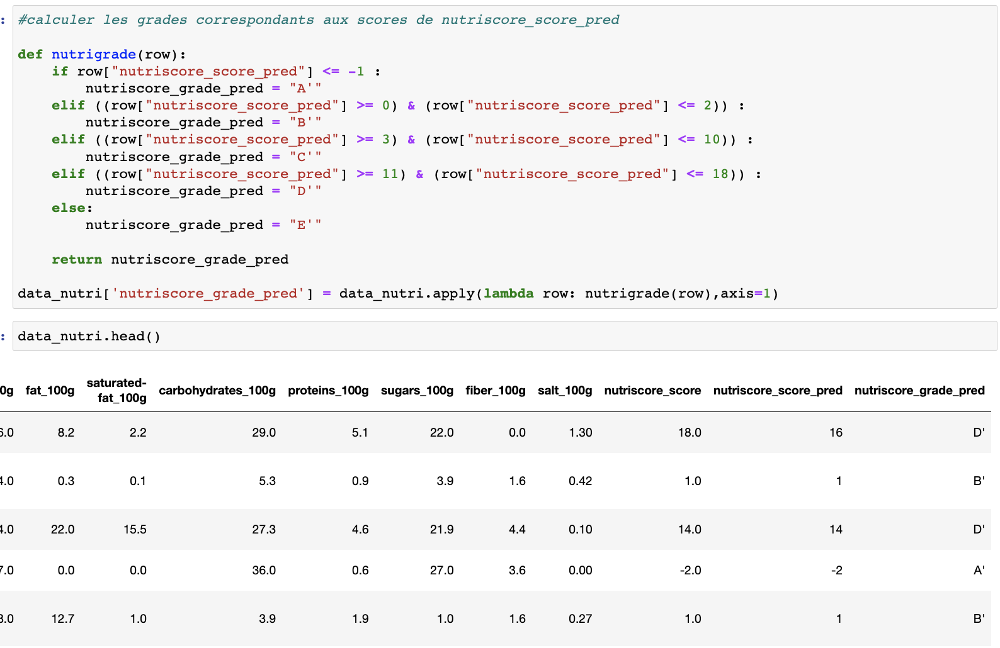 :
#calculer les grades correspondants aux scores de nutriscore_score_pred
def nutrigrade(row):
if row["nutriscore_score_pred"] <= -1 :
nutriscore_grade_pred = "A'"
elif ((row["nutriscore_score_pred"] >= 0) & (row["nutriscore_score_pred"] <= 2)) :
nutriscore_grade_pred = "B'"
elif ((row["nutriscore_score_pred"] >= 3) & (row["nutriscore_score_pred"] <= 10)) :
nutriscore_grade_pred = "C'"
elif ((row["nutriscore_score_pred"] >= 11) & (row["nutriscore_score_pred"] <= 18)) :
nutriscore_grade_pred = "D'"
else:
nutriscore_grade_pred = "E'"
return nutriscore_grade_pred
data_nutri['nutriscore_grade_pred'] = data_nutri.apply(lambda row: nutrigrade(row),axis=1)
:
data_nutri.head()
0g fat_100g saturated-fat_100g carbohydrates_100g proteins_100g sugars_100g fiber_100g salt_100g nutriscore_score nutriscore_score_pred nutriscore_grade_pred
6.0 8.2 2.2 29.0 5.1 22.0 0.0 1.30 18.0 16 D'
4.0 0.3 0.1 5.3 0.9 3.9 1.6 0.42 1.0 1 B'
4.0 22.0 15.5 27.3 4.6 21.9 4.4 0.10 14.0 14 D'
7.0 0.0 0.0 36.0 0.6 27.0 3.6 0.00 -2.0 -2 A'
3.0 12.7 1.0 3.9 1.9 1.0 1.6 0.27 1.0 1 B'